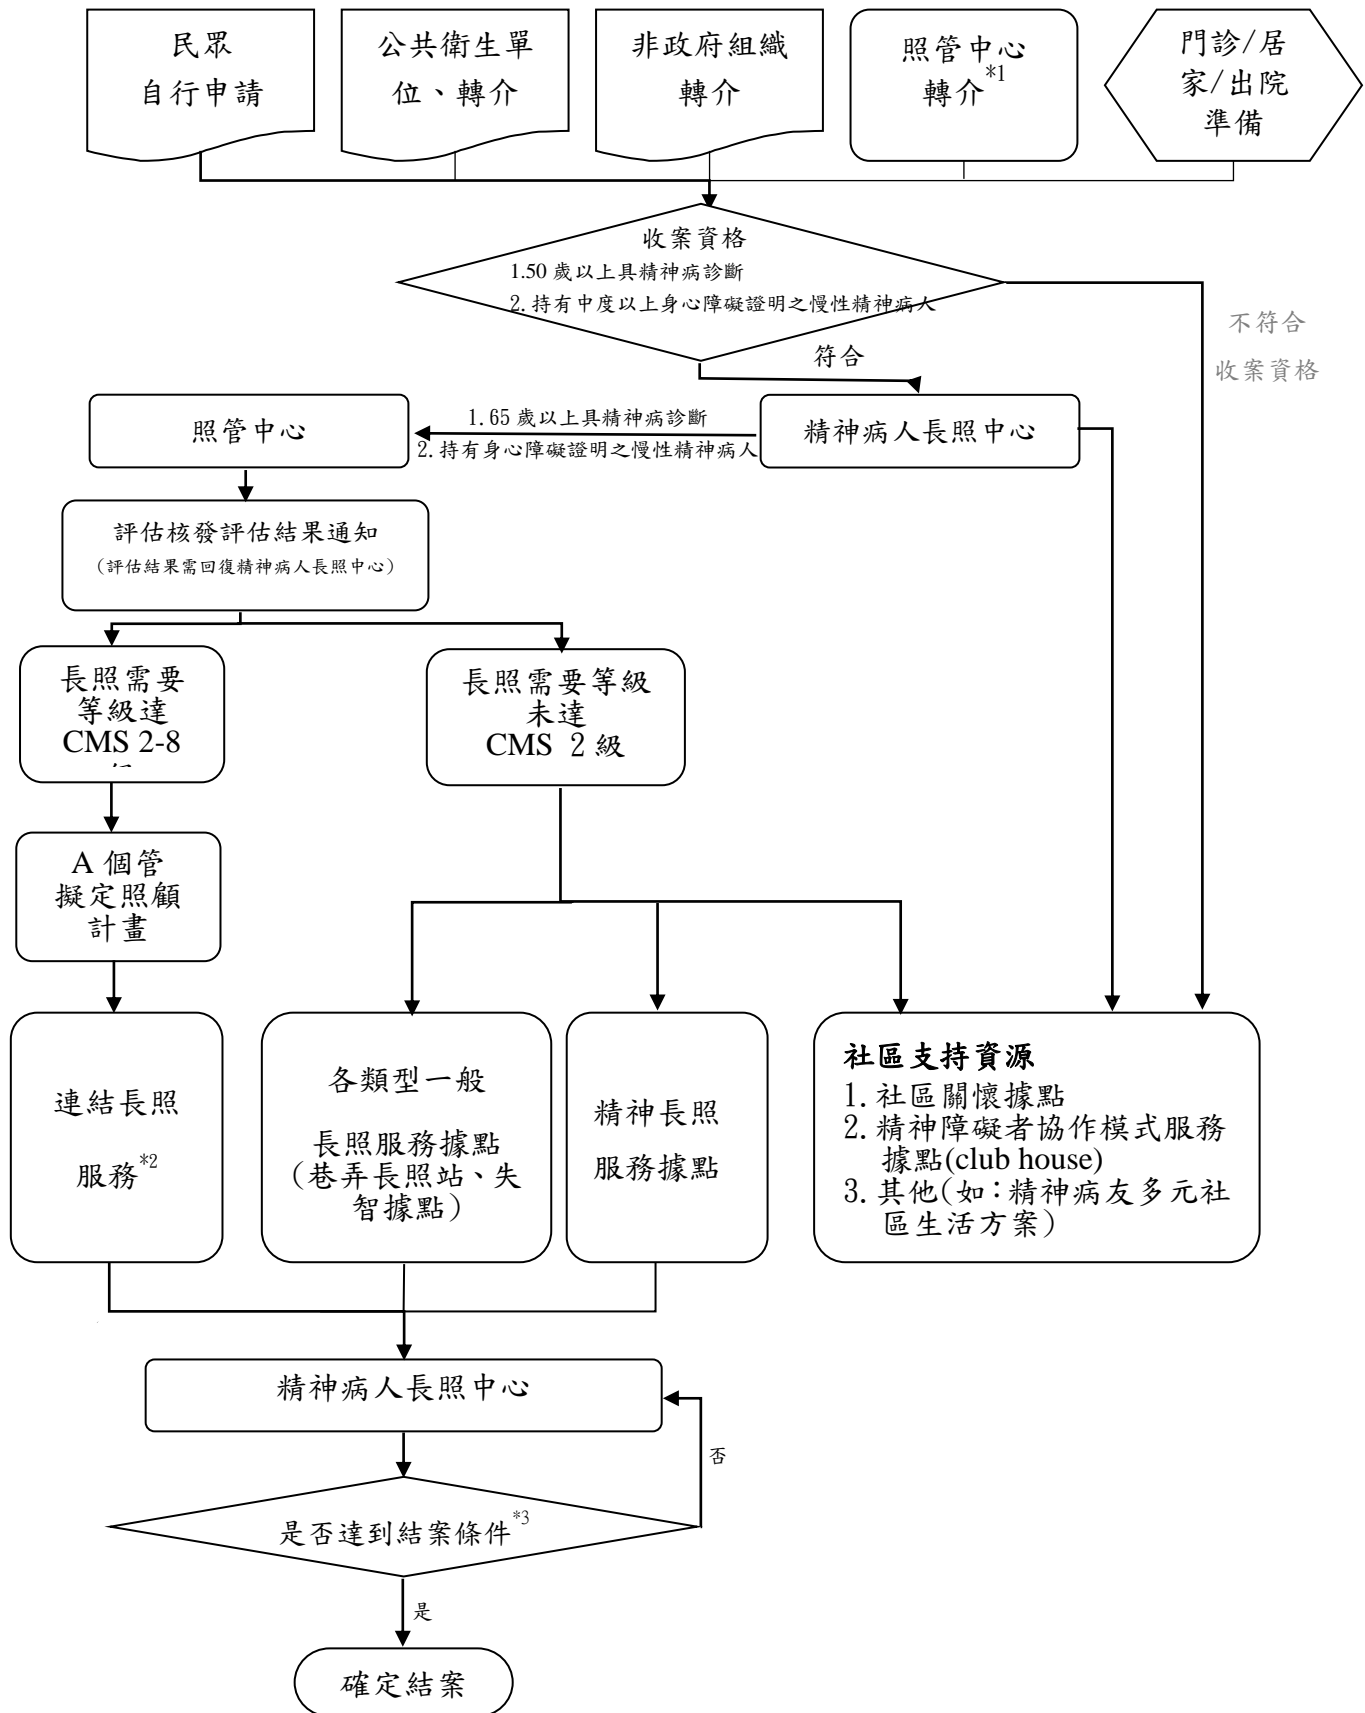 民眾
自行申請
公共衛生單
位、轉介
非政府組織
轉介
照管中心
轉介*1
門診/居
家/出院
準備
收案資格
1.50 歲以上具精神病診斷
2.持有中度以上身心障礙證明之慢性精神病人
不符合
收案資格
符合
照管中心
1.65 歲以上具精神病診斷
2.持有身心障礙證明之慢性精神病人
精神病人長照中心
評估核發評估結果通知
(評估結果需回復精神病人長照中心)
長照需要
等級達
CMS 2-8
長照需要等級
未達
CMS 2 級
A 個管
擬定照顧
計畫
連結長照
服務*2
各類型一般
長照服務據點
(巷弄長照站、失
智據點)
精神長照
服務據點
社區支持資源
1.社區關懷據點
2.精神障礙者協作模式服務
據點(club house)
3.其他(如:精神病友多元社
區生活方案)
精神病人長照中心
否
是否達到結案條件*3
是
確定結案